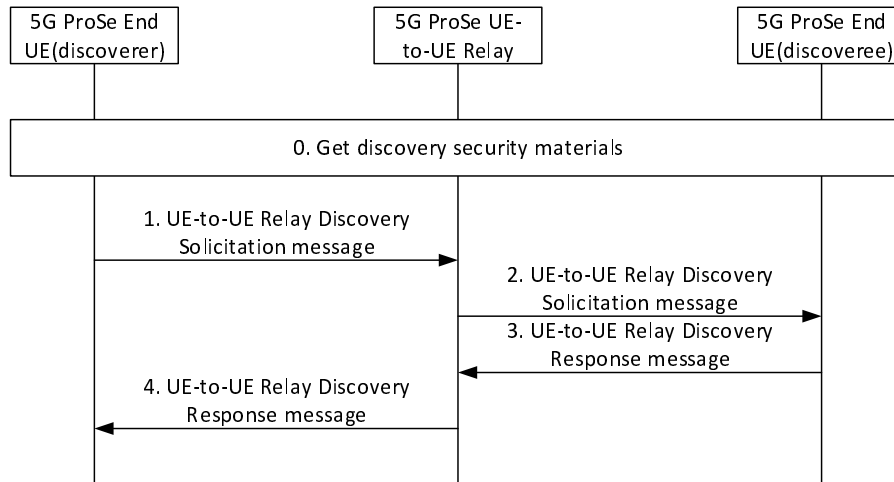 5G ProSe End
UE(discoverer)
5G ProSe UE-
to-UE Relay
5G ProSe End
UE(discoveree)
0. Get discovery security materials
1. UE-to-UE Relay Discovery
Solicitation message
2. UE-to-UE Relay Discovery
Solicitation message
3. UE-to-UE Relay Discovery
Response message
4. UE-to-UE Relay Discovery
Response message